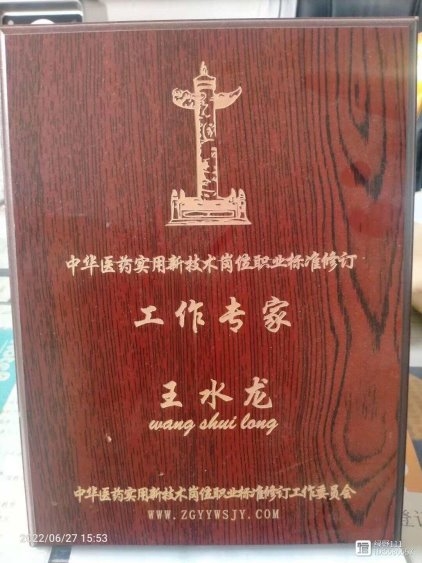 中华医药实用新技术岗位职业标准修订
工作专家
王水龙
wang shui long
中华医药实用新技术岗位职业标准修订工作委员会
WWW.ZGYYWSJY.COM
2022/06/27 15:53